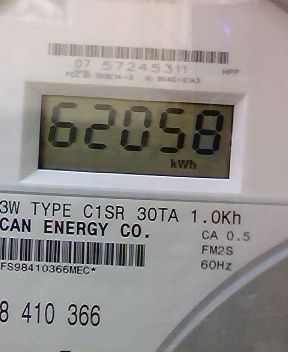 07 57245311 HPP
62058
kWh
3W TYPE C1SR 30TA 1.0Kh
CAN ENERGY CO.
CA 0.5
FM2S
60Hz
FS98410366MEC*
8 410 366